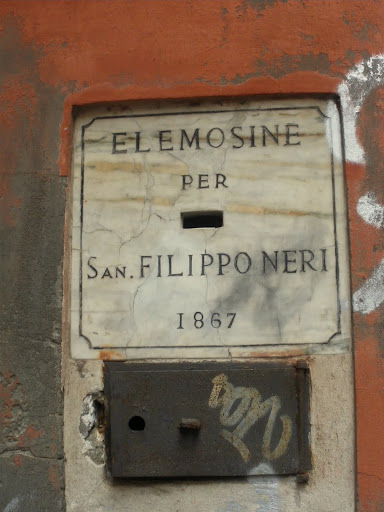 ELEMOSINE
PER
SAN. FILIPPO NERI
1867